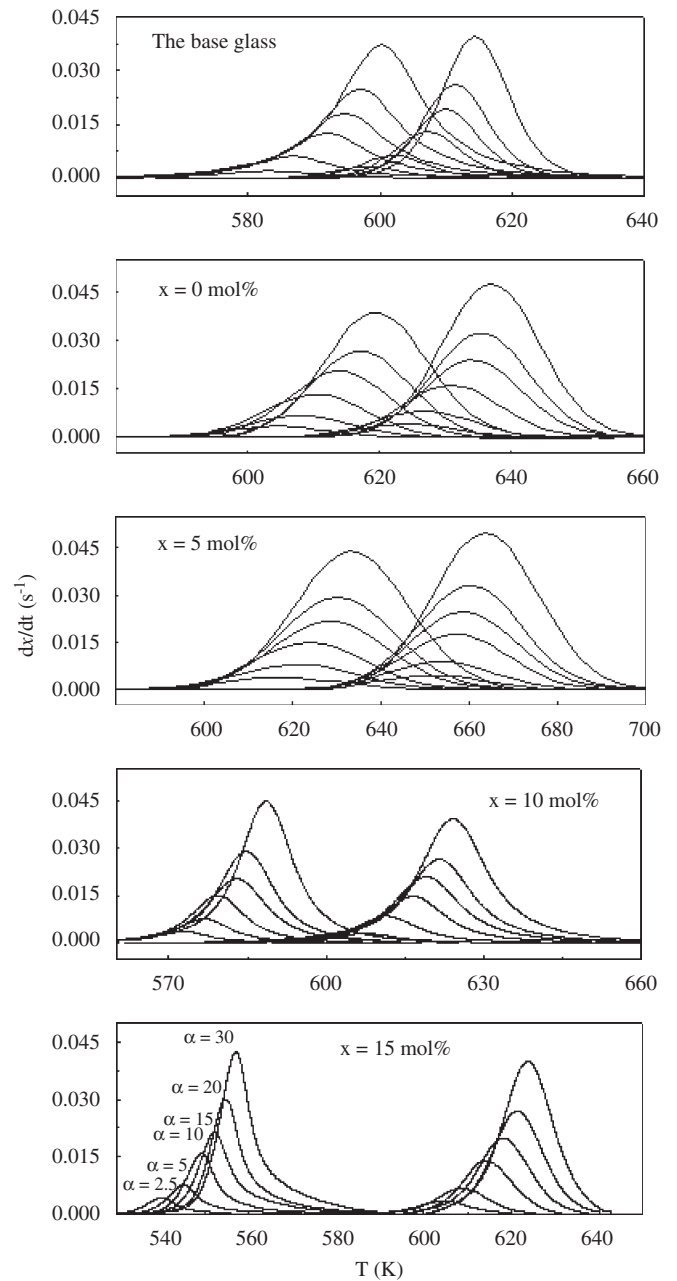 0.045
The base glass
0.030
0.015
0.000
580 600 620 640
0.045
x = 0 mol%
0.030
0.015
0.000
600 620 640 660
0.045
x = 5 mol%
0.030
0.015
0.000
dx/dt (s⁻¹)
600 620 640 660 680 700
0.045
x = 10 mol%
0.030
0.015
0.000
570 600 630 660
0.045
α = 30
x = 15 mol%
0.030
α = 20
α = 15
α = 10
0.015
α = 5
α = 2.5
0.000
540 560 580 600 620 640
T (K)